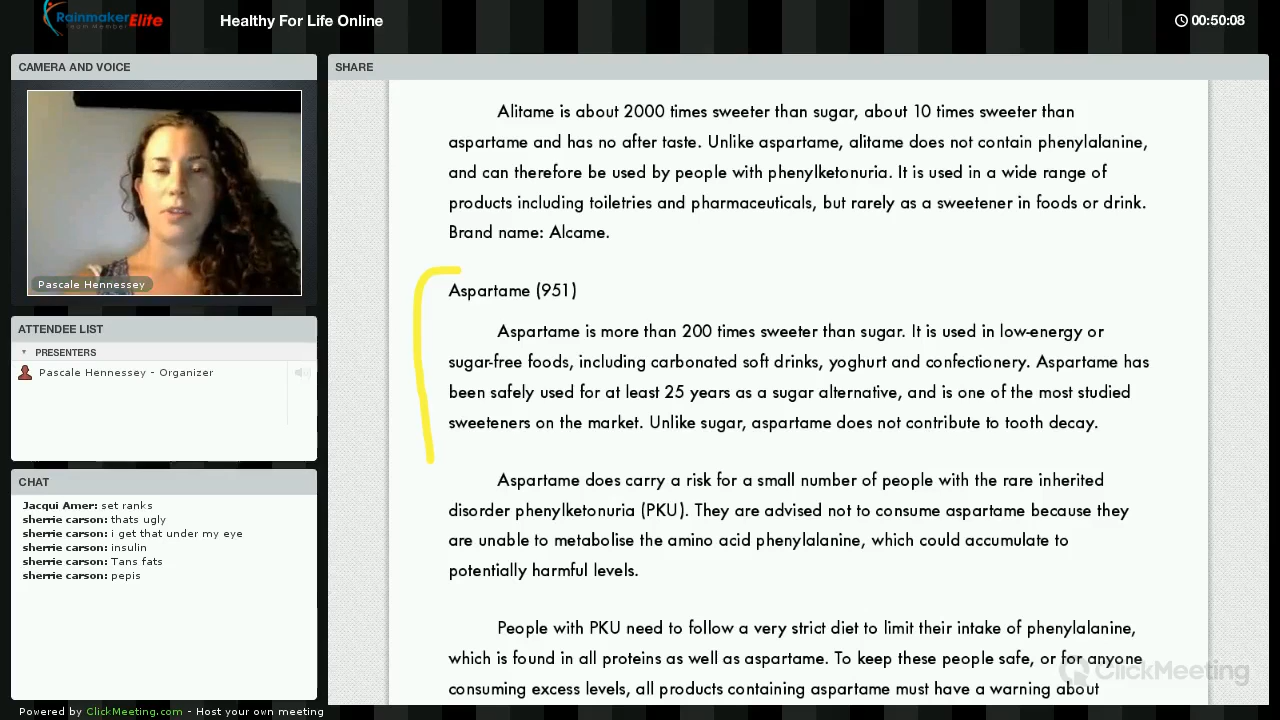 RainmakerElite
Team Member
Healthy For Life Online
00:50:08
CAMERA AND VOICE
Pascale Hennessey
ATTENDEE LIST
PRESENTERS
Pascale Hennessey - Organizer
CHAT
Jacqui Amer: set ranks
sherrie carson: thats ugly
sherrie carson: i get that under my eye
sherrie carson: insulin
sherrie carson: Tans fats
sherrie carson: pepis
Powered by ClickMeeting.com - Host your own meeting
SHARE
Alitame is about 2000 times sweeter than sugar, about 10 times sweeter than
aspartame and has no after taste. Unlike aspartame, alitame does not contain phenylalanine,
and can therefore be used by people with phenylketonuria. It is used in a wide range of
products including toiletries and pharmaceuticals, but rarely as a sweetener in foods or drink.
Brand name: Alcame.
Aspartame (951)
Aspartame is more than 200 times sweeter than sugar. It is used in low-energy or
sugar-free foods, including carbonated soft drinks, yoghurt and confectionery. Aspartame has
been safely used for at least 25 years as a sugar alternative, and is one of the most studied
sweeteners on the market. Unlike sugar, aspartame does not contribute to tooth decay.
Aspartame does carry a risk for a small number of people with the rare inherited
disorder phenylketonuria (PKU). They are advised not to consume aspartame because they
are unable to metabolise the amino acid phenylalanine, which could accumulate to
potentially harmful levels.
People with PKU need to follow a very strict diet to limit their intake of phenylalanine,
which is found in all proteins as well as aspartame. To keep these people safe, or for anyone
consuming excess levels, all products containing aspartame must have a warning about
ClickMeeting